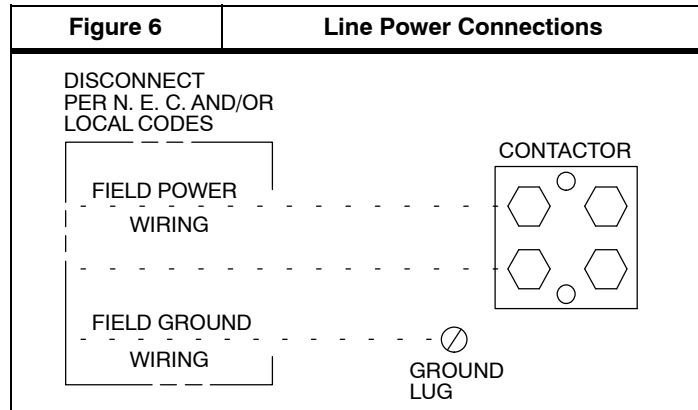 Figure 6
Line Power Connections
DISCONNECT
PER N. E. C. AND/OR
LOCAL CODES
CONTACTOR
FIELD POWER
WIRING
FIELD GROUND
WIRING
GROUND
LUG